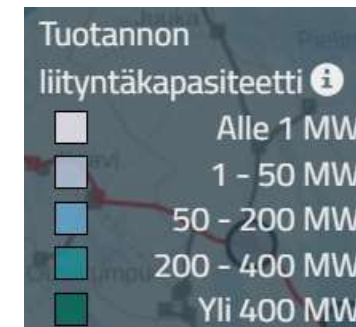 Tuotannon
liityntäkapasiteetti
Alle 1 MW
1 - 50 MW
50 - 200 MW
200 - 400 MW
Yli 400 MW